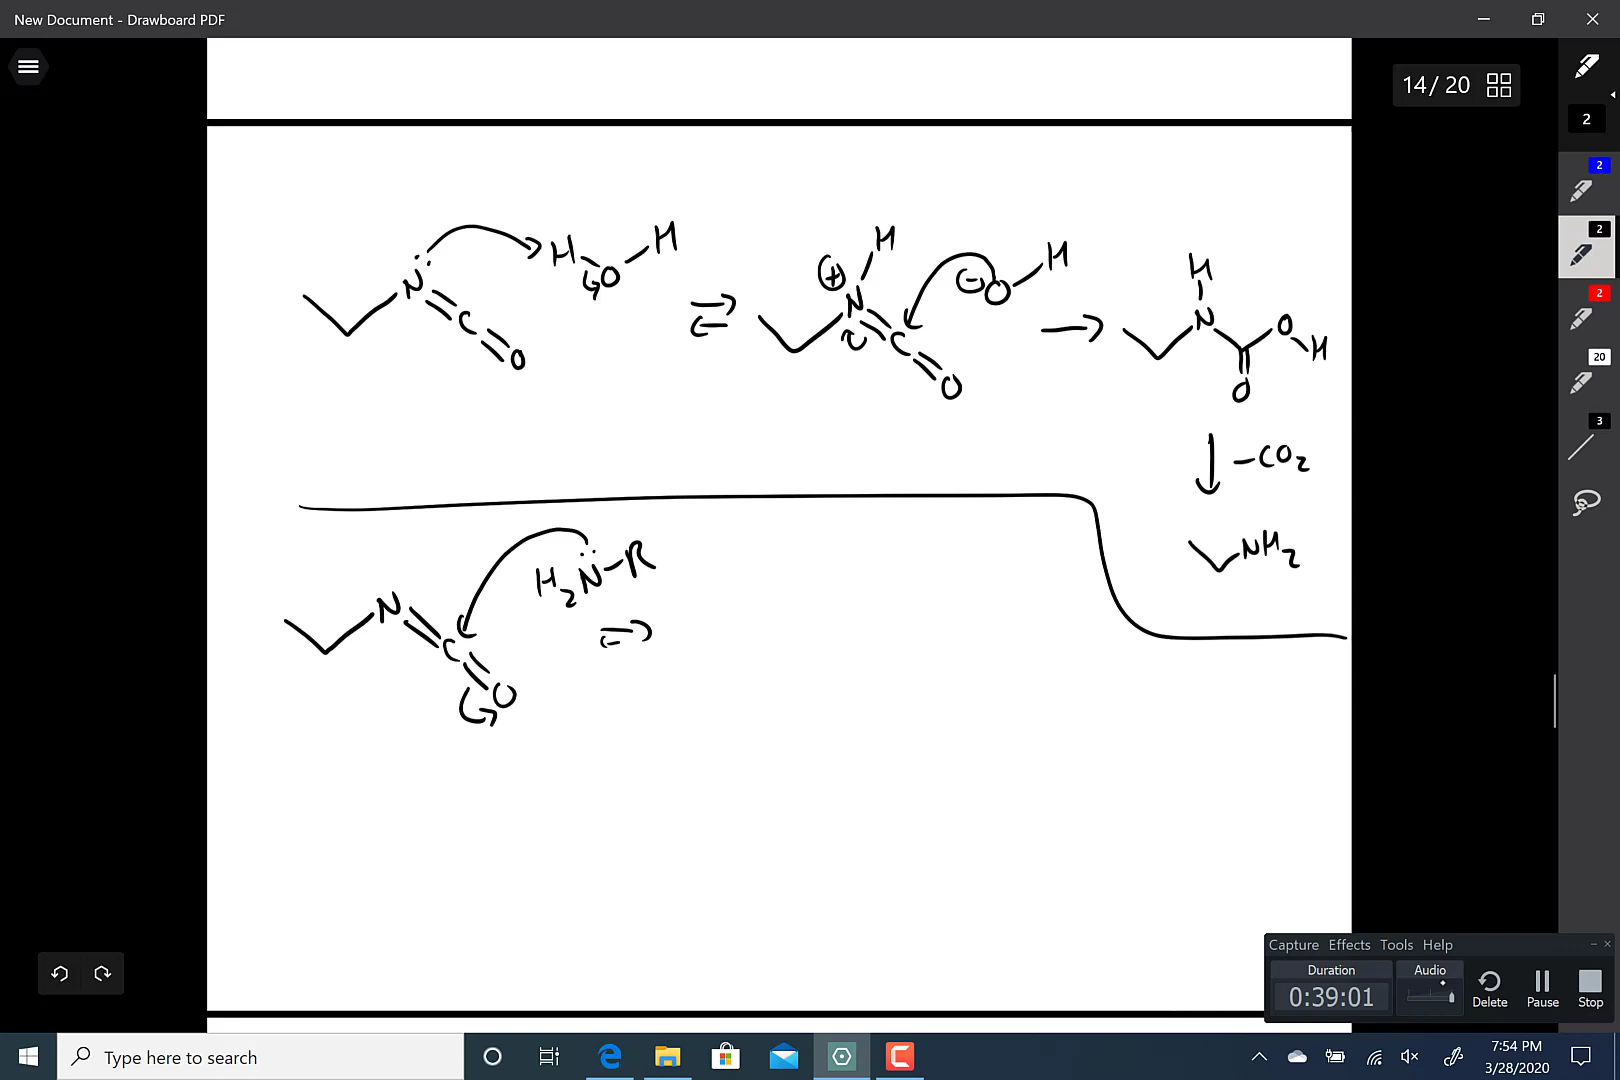 New Document - Drawboard PDF
14 / 20
2
2
2
2
20
3
H
H
N
O
C
O
H
+
N
C
O
H
− O
H
N
O
H
O
−CO2
NH2
H2N−R
N
C
O
Capture Effects Tools Help
Duration
Audio
0:39:01
Delete
Pause
Stop
Type here to search
7:54 PM
3/28/2020